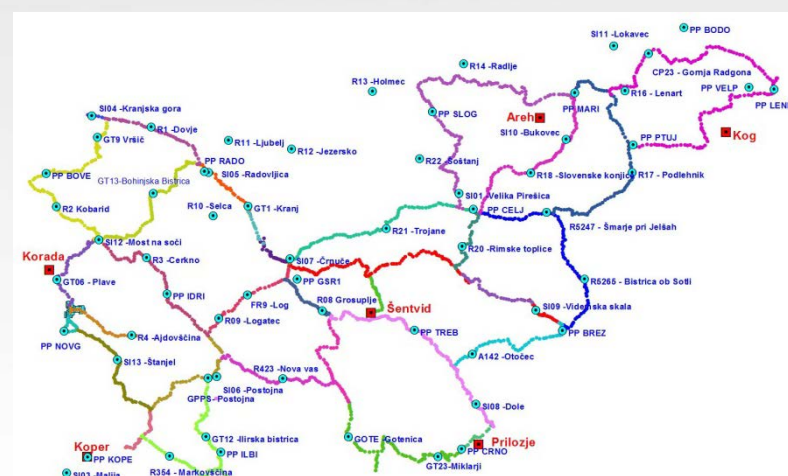 SI11 -Lokavec
PP BODO
R14 - Radlje
CP23 - Gornja Radgona
R13 - Holmec
PP VELP
PP LEN
R16 - Lenart
PP MARI
SI04 -Kranjska gora
PP SLOG
Areh
R1 - Dovje
Kog
GT9 Vršič
R11 - Ljubelj
SI10 - Bukovec
PP PTUJ
R12 - Jezersko
PP RADO
R22 - Šoštanj
PP BOVE
SI05 - Radovljica
R18 - Slovenske konjice
R17 - Podlehnik
GT13-Bohinjska Bistrica
SI01 -Velika Pirešica
R2 Kobarid
R10 - Selca
GT1 - Kranj
PP CELJ
R5247 - Šmarje pri Jelšah
R21 - Trojane
SI12 -Most na soči
R20 - Rimske toplice
Korada
R3 - Cerkno
SI07 -Črnuče
GT06 - Plave
PP GSR1
R5265 - Bistrica ob Sotli
PP IDRI
FR9 - Log
R08 Grosuplje
Šentvid
SI09 - Videmska skala
R09 - Logatec
PP NOVG
R4 - Ajdovščina
PP TREB
PP BREZ
SI13 - Štanjel
A142 - Otočec
R423 - Nova vas
SI06 - Postojna
GPPS - Postojna
SI08 - Dole
Koper
GT12 - Ilirska bistrica
GOTE - Gotenica
Prilozje
PP KOPE
PP ILBI
PP CRNO
R354 - Markovščina
GT23-Miklarji
SI03 - Malija